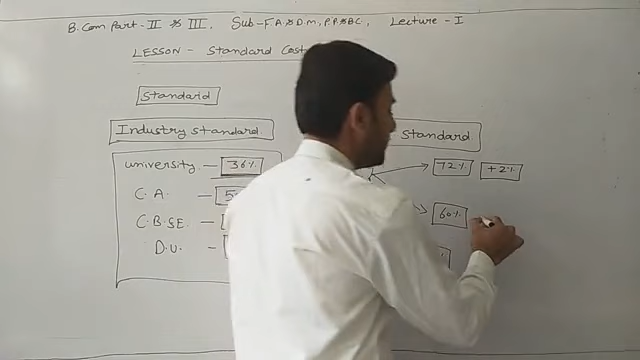 B. Com Part - II & III, Sub - F.A. & D.M, P.P. & B.C, Lecture - I
LESSON - Standard Cost
Standard
Industry Standard
Standard
University - 36%
72% +2%
C.A. - 5
C.B.SE. -
60%
D.U. -
%